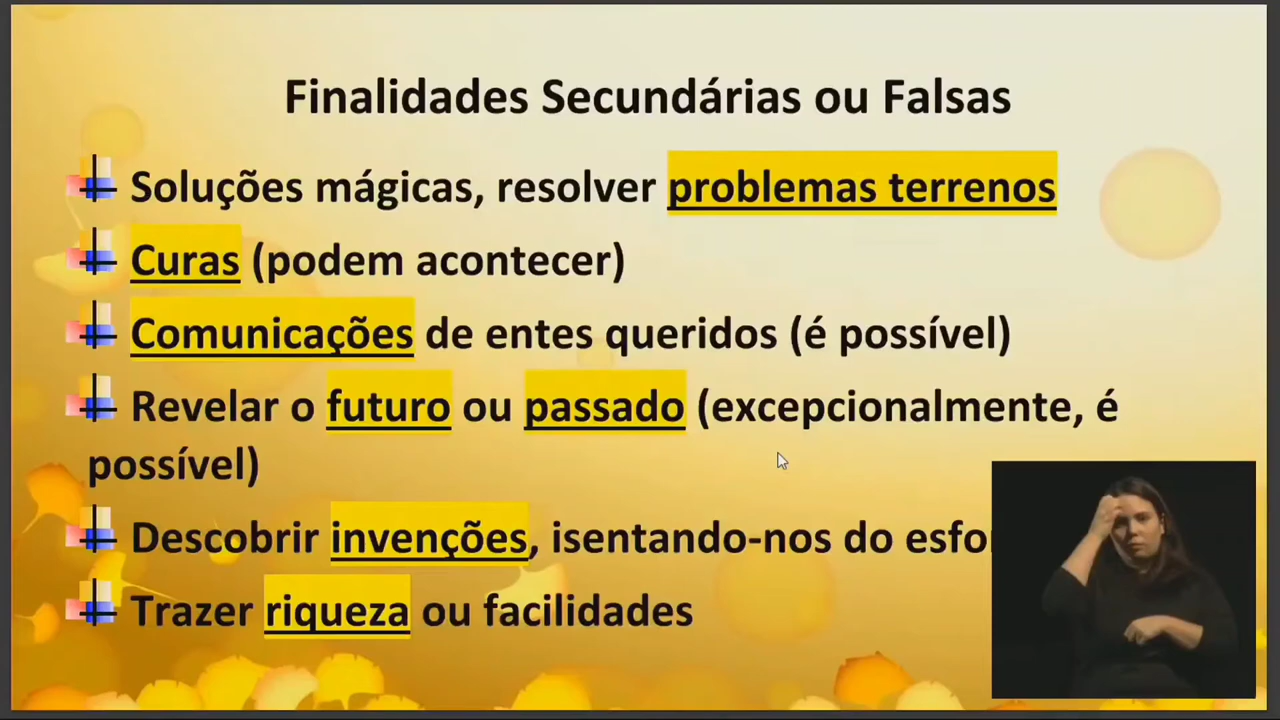 Finalidades Secundárias ou Falsas
Soluções mágicas, resolver problemas terrenos
Curas (podem acontecer)
Comunicações de entes queridos (é possível)
Revelar o futuro ou passado (excepcionalmente, é
possível)
Descobrir invenções, isentando-nos do
Trazer riqueza ou facilidades